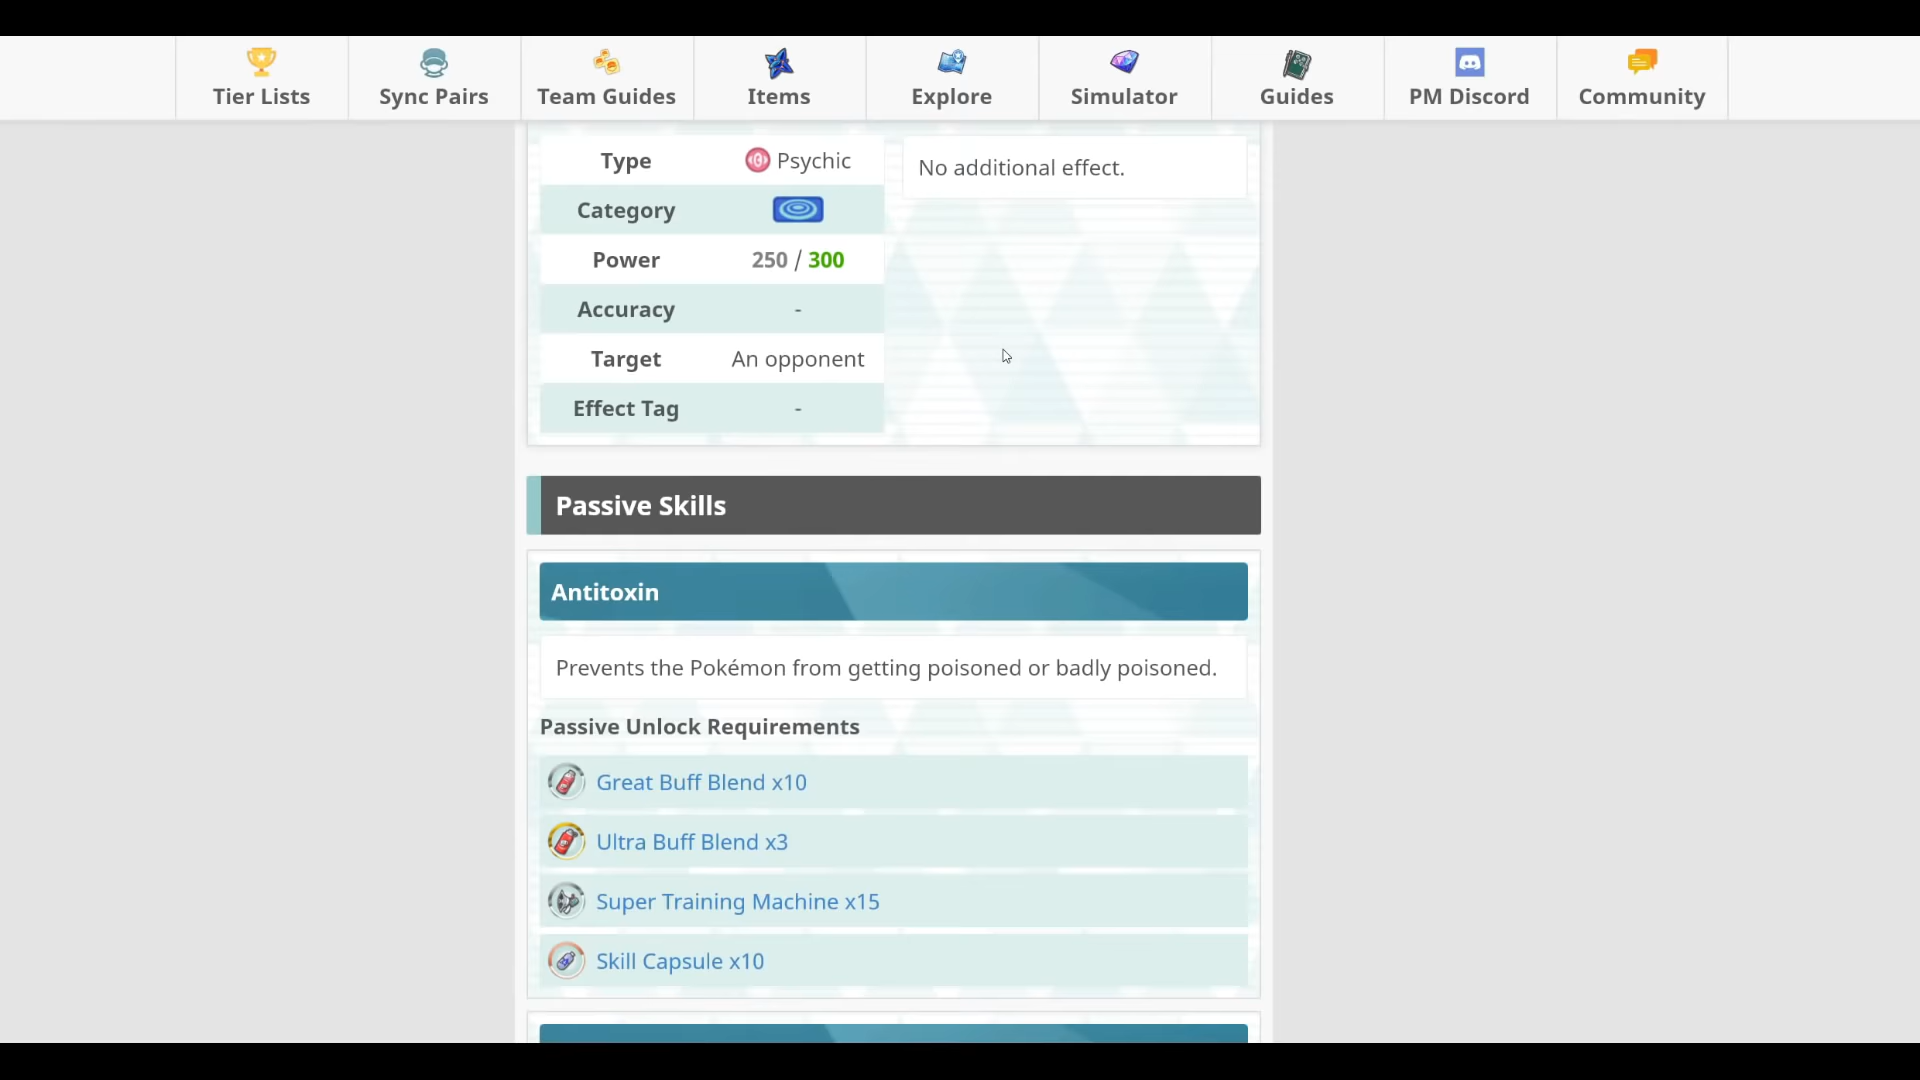 Tier Lists
Sync Pairs
Team Guides
Items
Explore
Simulator
Guides
PM Discord
Community
Type Psychic
No additional effect.
Category
Power 250 / 300
Accuracy -
Target An opponent
Effect Tag -
Passive Skills
Antitoxin
Prevents the Pokémon from getting poisoned or badly poisoned.
Passive Unlock Requirements
Great Buff Blend x10
Ultra Buff Blend x3
Super Training Machine x15
Skill Capsule x10